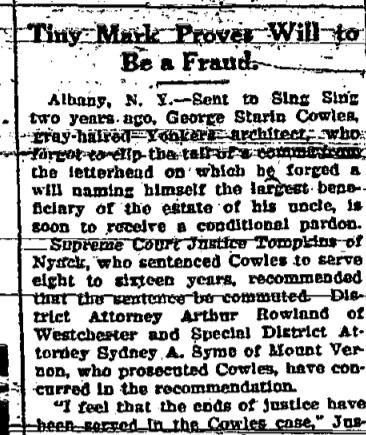 Tiny Mark Proves Will to
Be a Fraud.
Albany, N. Y.—Sent to Sing Sing
two years ago, George Starin Cowles,
gray-haired Yonkers architect, who
forgot to clip the tail of a comma from
the letterhead on which he forged a
will naming himself the largest bene-
ficiary of the estate of his uncle, is
soon to receive a conditional pardon.
Supreme Court Justice Tompkins of
Nyack, who sentenced Cowles to serve
eight to sixteen years, recommended
that the sentence be commuted. Dis-
trict Attorney Arthur Rowland of
Westchester and Special District At-
torney Sydney A. Syme of Mount Ver-
non, who prosecuted Cowles, have con-
curred in the recommendation.
"I feel that the ends of justice have
been served in the Cowles case," Jus-